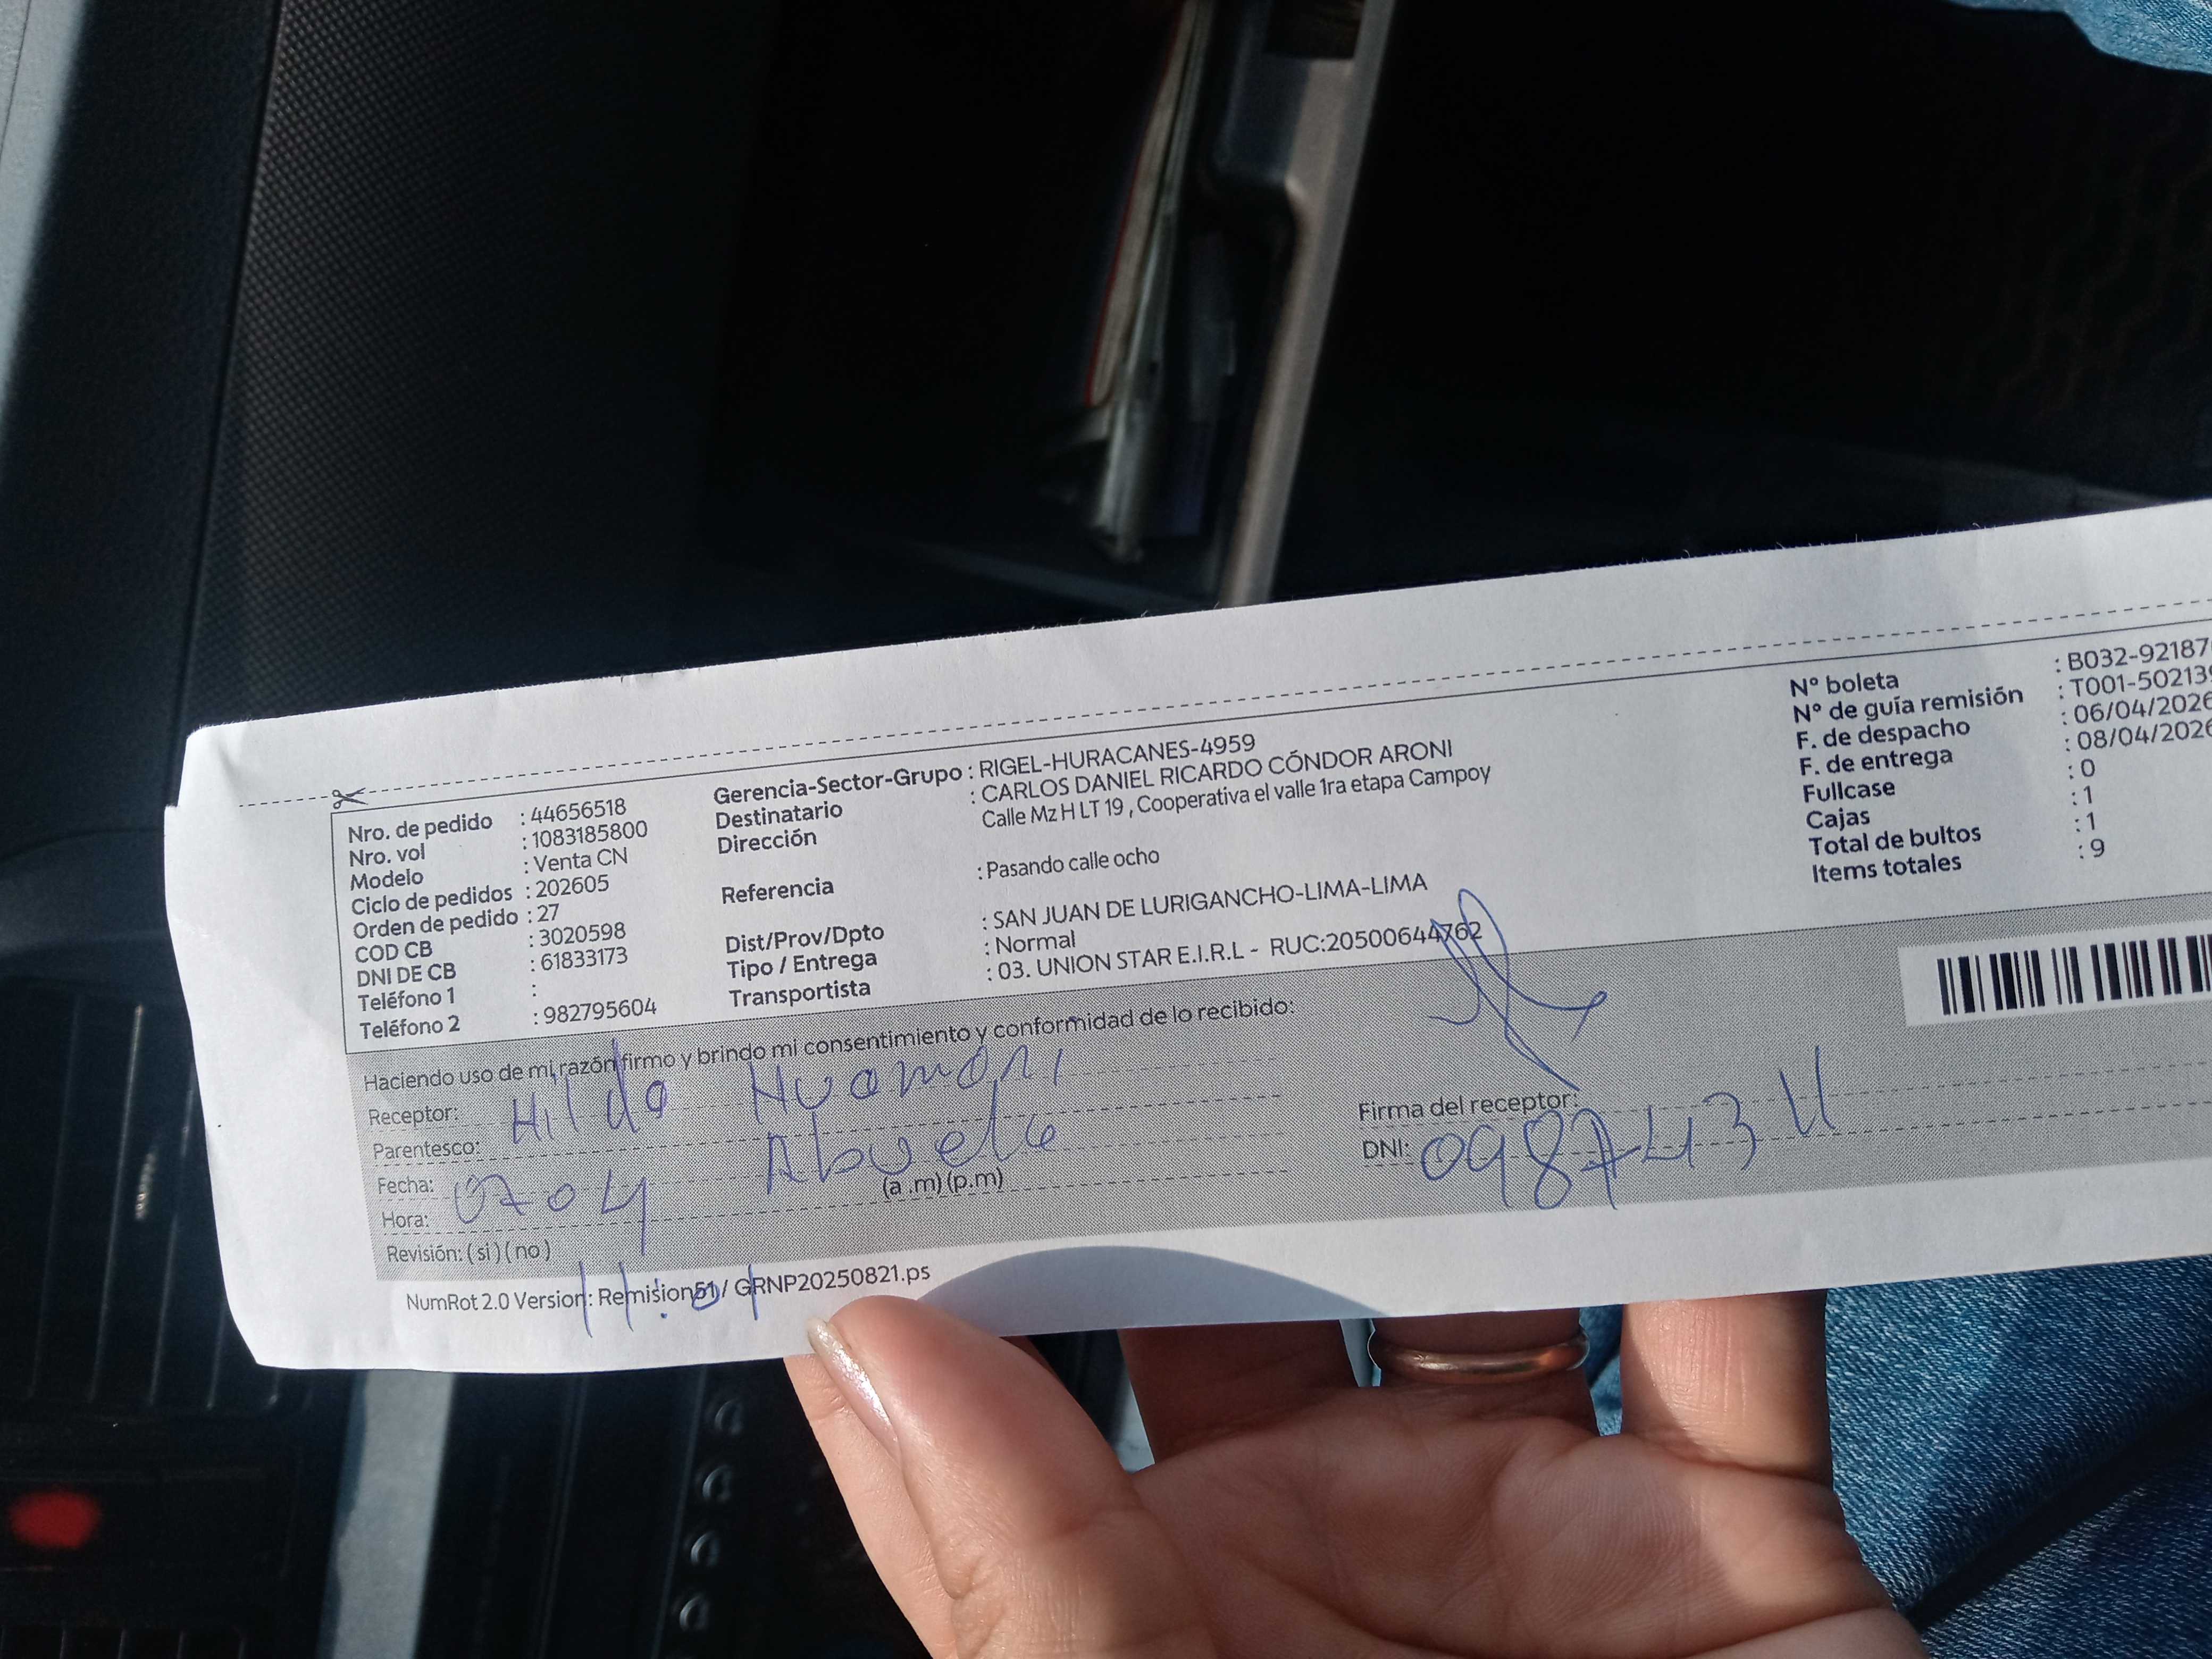 Nro. de pedido : 44656518
Nro. vol : 1083185800
Modelo : Venta CN
Ciclo de pedidos : 202605
Orden de pedido : 27
COD CB : 3020598
DNI DE CB : 61833173
Teléfono 1 :
Teléfono 2 : 982795604
Gerencia-Sector-Grupo : RIGEL-HURACANES-4959
Destinatario : CARLOS DANIEL RICARDO CÓNDOR ARONI
Dirección Calle Mz H LT 19 , Cooperativa el valle 1ra etapa Campoy
Referencia : Pasando calle ocho
Dist/Prov/Dpto : SAN JUAN DE LURIGANCHO-LIMA-LIMA
Tipo / Entrega : Normal
Transportista : 03. UNION STAR E.I.R.L - RUC:20500644762
N° boleta : B032-92187
N° de guía remisión : T001-50213
F. de despacho : 06/04/2026
F. de entrega : 08/04/2026
Fullcase : 0
Cajas : 1
Total de bultos : 1
Items totales : 9
Haciendo uso de mi razón firmo y brindo mi consentimiento y conformidad de lo recibido:
Receptor: Hilda Huamani
Parentesco: Abuela
Fecha: 0704
Hora: (a .m) (p.m)
Revisión: ( si ) ( no )
11:01
Firma del receptor:
DNI: 098743
NumRot 2.0 Version: Remision51 / GRNP20250821.ps